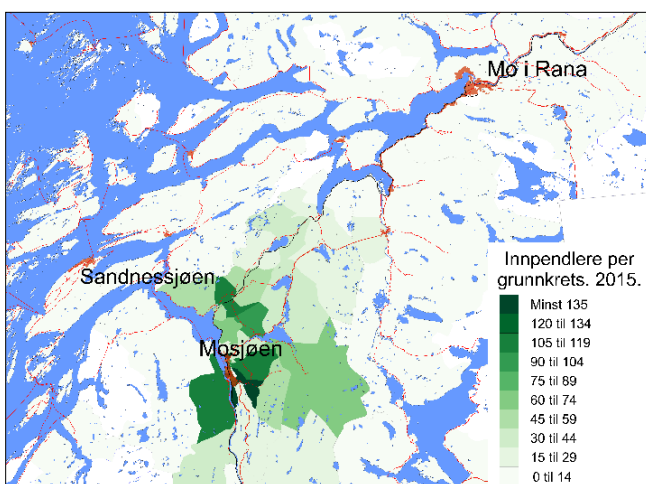 Mo i Rana
Sandnessjøen
Mosjøen
Innpendlere per
grunnkrets. 2015.
Minst 135
120 til 134
105 til 119
90 til 104
75 til 89
60 til 74
45 til 59
30 til 44
15 til 29
0 til 14